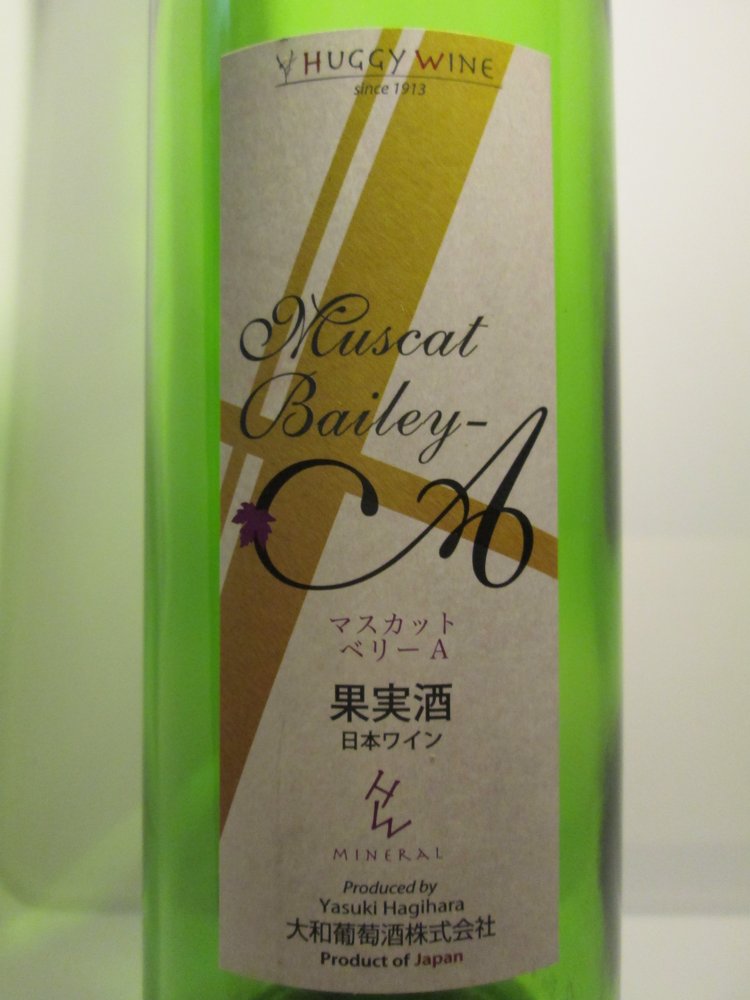 HUGGY WINE
since 1913
Muscat
Bailey-
A
マスカット
ベリーA
果実酒
日本ワイン
HW
MINERAL
Produced by
Yasuki Hagihara
大和葡萄酒株式会社
Product of Japan